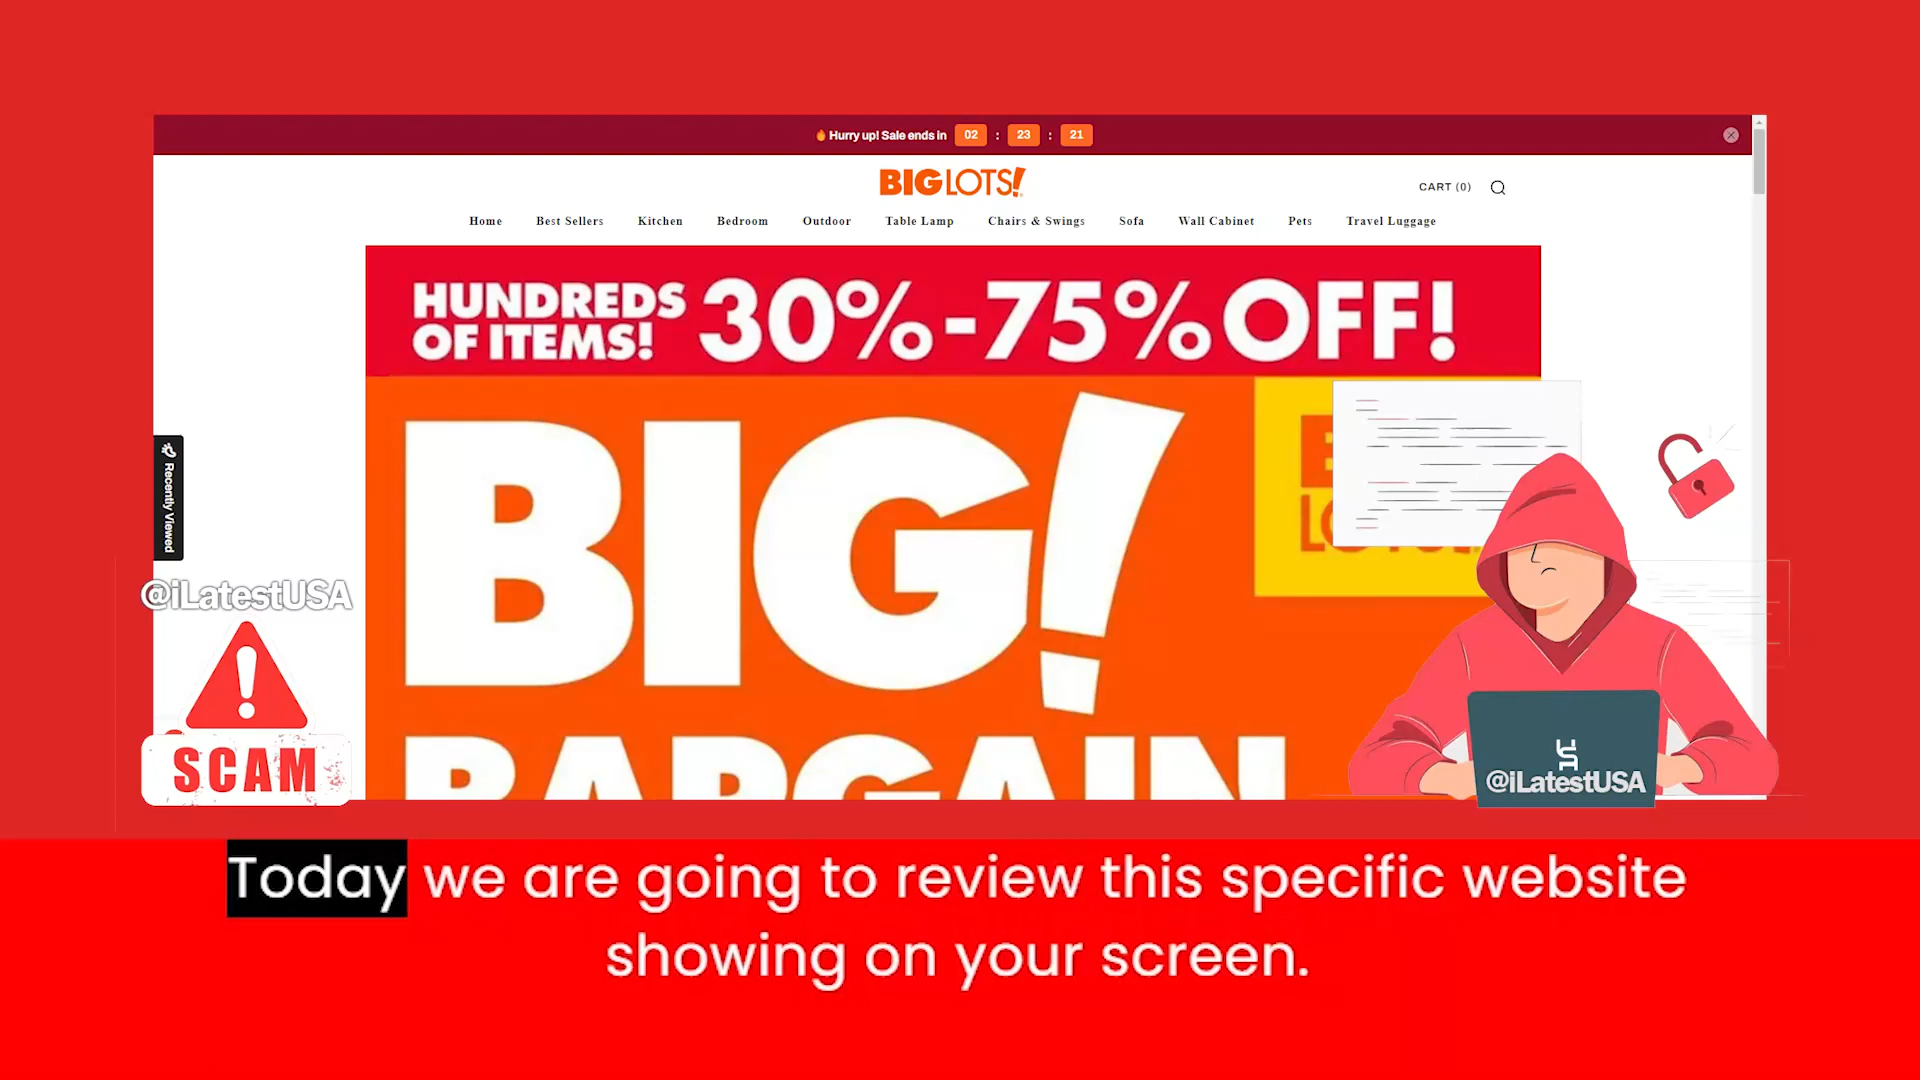 🔥 Hurry up! Sale ends in 02 : 23 : 21
BIG LOTS!
CART (0)
Home Best Sellers Kitchen Bedroom Outdoor Table Lamp Chairs & Swings Sofa Wall Cabinet Pets Travel Luggage
HUNDREDS
OF ITEMS! 30%-75% OFF!
BIG!
BARGAIN
Recently Viewed
@iLatestUSA
SCAM
@iLatestUSA
Today we are going to review this specific website
showing on your screen.